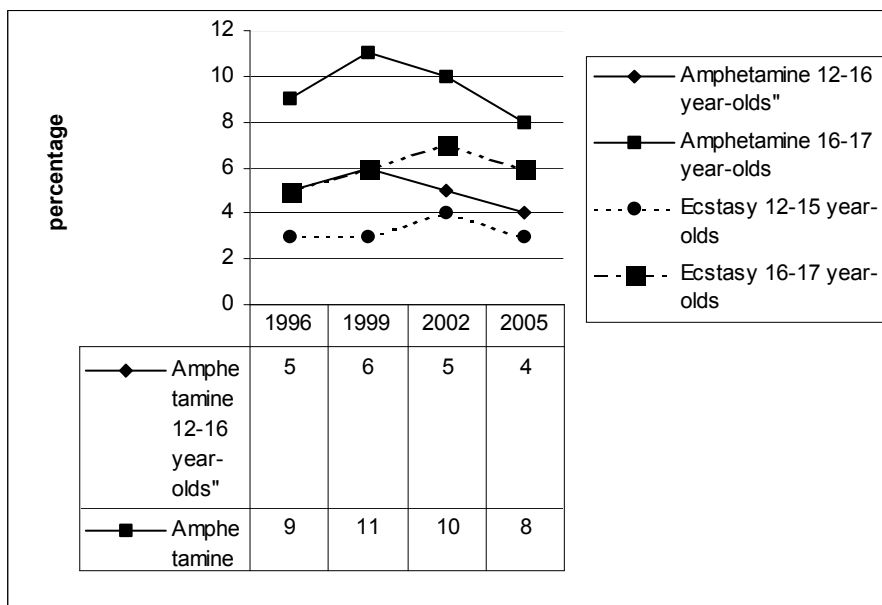 percentage
12
10
8
6
4
2
0
1996 1999 2002 2005
Amphetamine 12-16
year-olds"
Amphetamine 16-17
year-olds
Ecstasy 12-15 year-
olds
Ecstasy 16-17 year-
olds
Amphe 5 6 5 4
tamine
12-16
year-
olds"
Amphe 9 11 10 8
tamine